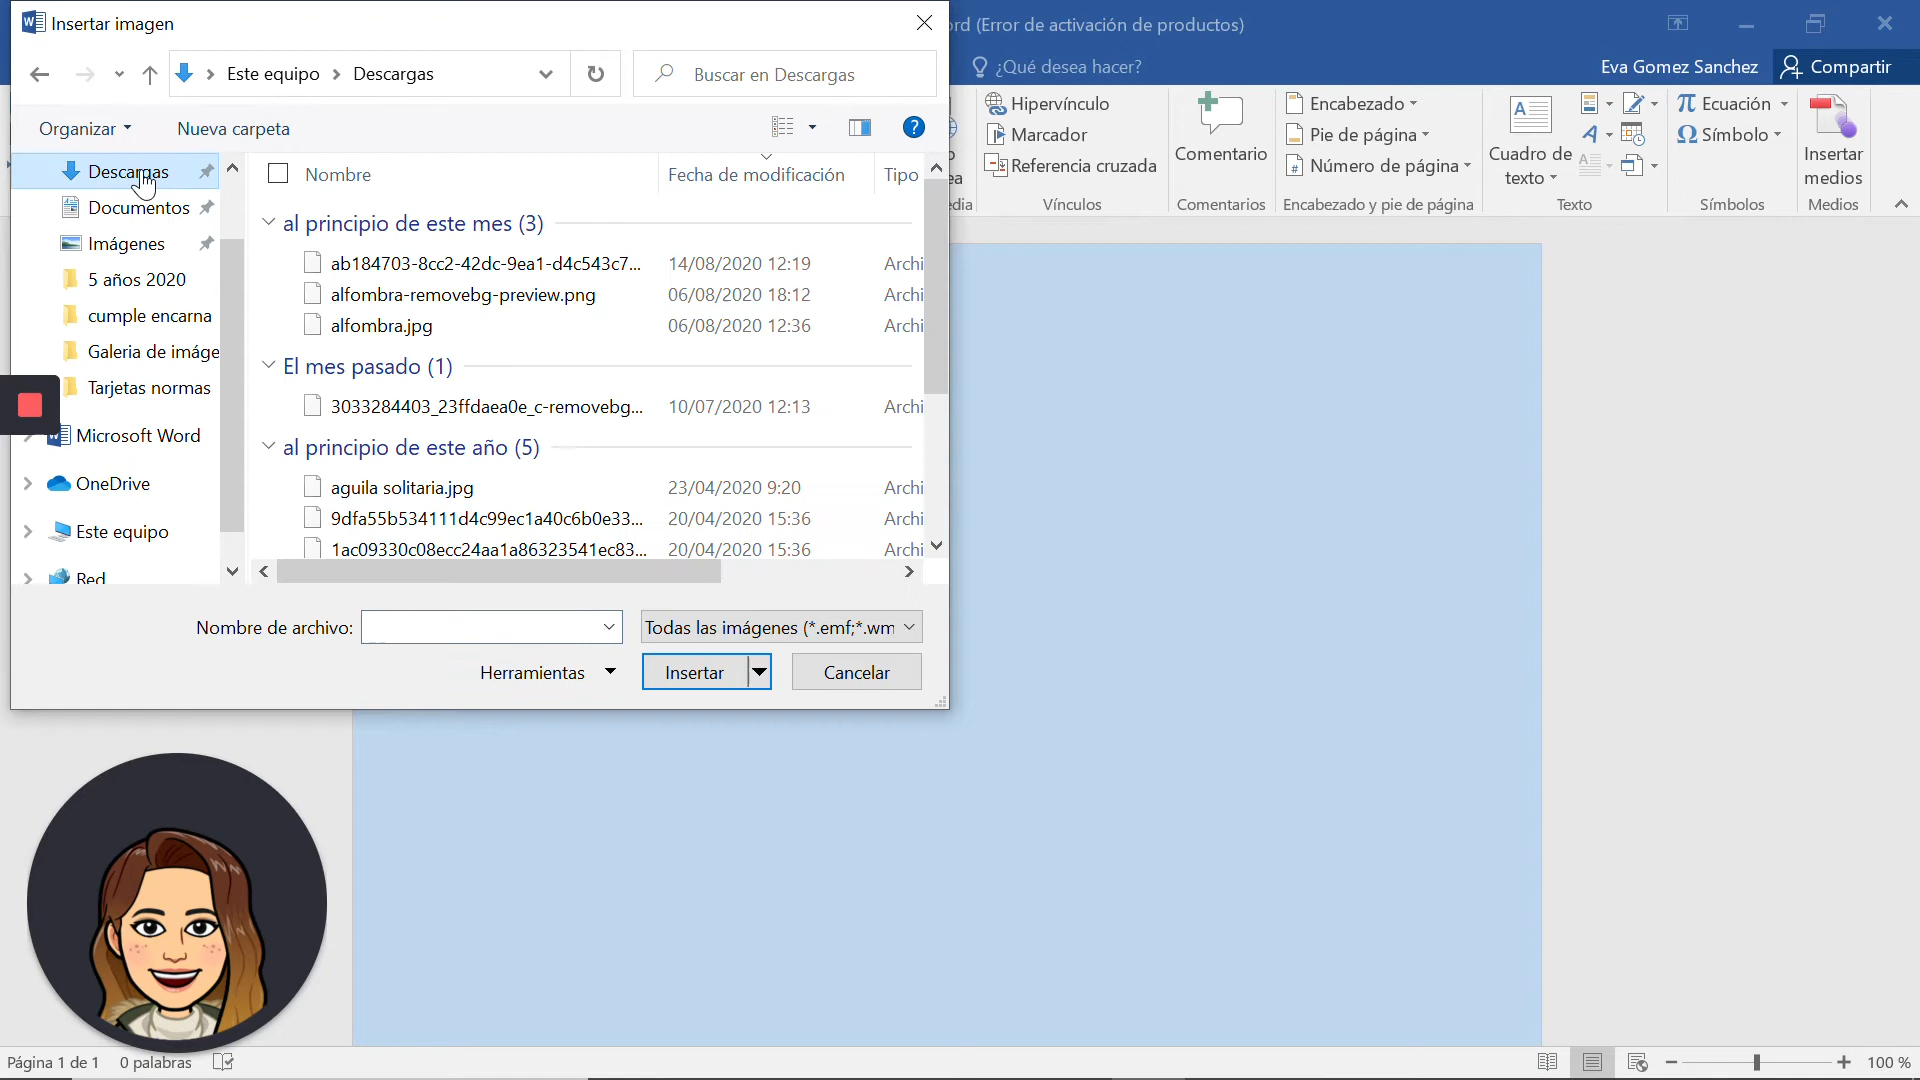 Insertar imagen
rd (Error de activación de productos)
Este equipo > Descargas
Buscar en Descargas
¿Qué desea hacer?
Eva Gomez Sanchez
Compartir
Organizar
Nueva carpeta
Hipervínculo
Marcador
Referencia cruzada
Vínculos
Comentario
Comentarios
Encabezado
Pie de página
Número de página
Encabezado y pie de página
Cuadro de
texto
Texto
Ecuación
Símbolo
Símbolos
Insertar
medios
Medios
Descargas
Documentos
Imágenes
5 años 2020
cumple encarna
Galeria de imáge
Tarjetas normas
Microsoft Word
OneDrive
Este equipo
Red
Nombre Fecha de modificación Tipo
al principio de este mes (3)
ab184703-8cc2-42dc-9ea1-d4c543c7... 14/08/2020 12:19 Archi
alfombra-removebg-preview.png 06/08/2020 18:12 Archi
alfombra.jpg 06/08/2020 12:36 Archi
El mes pasado (1)
3033284403_23ffdaea0e_c-removebg... 10/07/2020 12:13 Archi
al principio de este año (5)
aguila solitaria.jpg 23/04/2020 9:20 Archi
9dfa55b534111d4c99ec1a40c6b0e33... 20/04/2020 15:36 Archi
1ac09330c08ecc24aa1a86323541ec83... 20/04/2020 15:36 Archi
Nombre de archivo:
Todas las imágenes (*.emf;*.wm
Herramientas
Insertar
Cancelar
Página 1 de 1 0 palabras
100 %